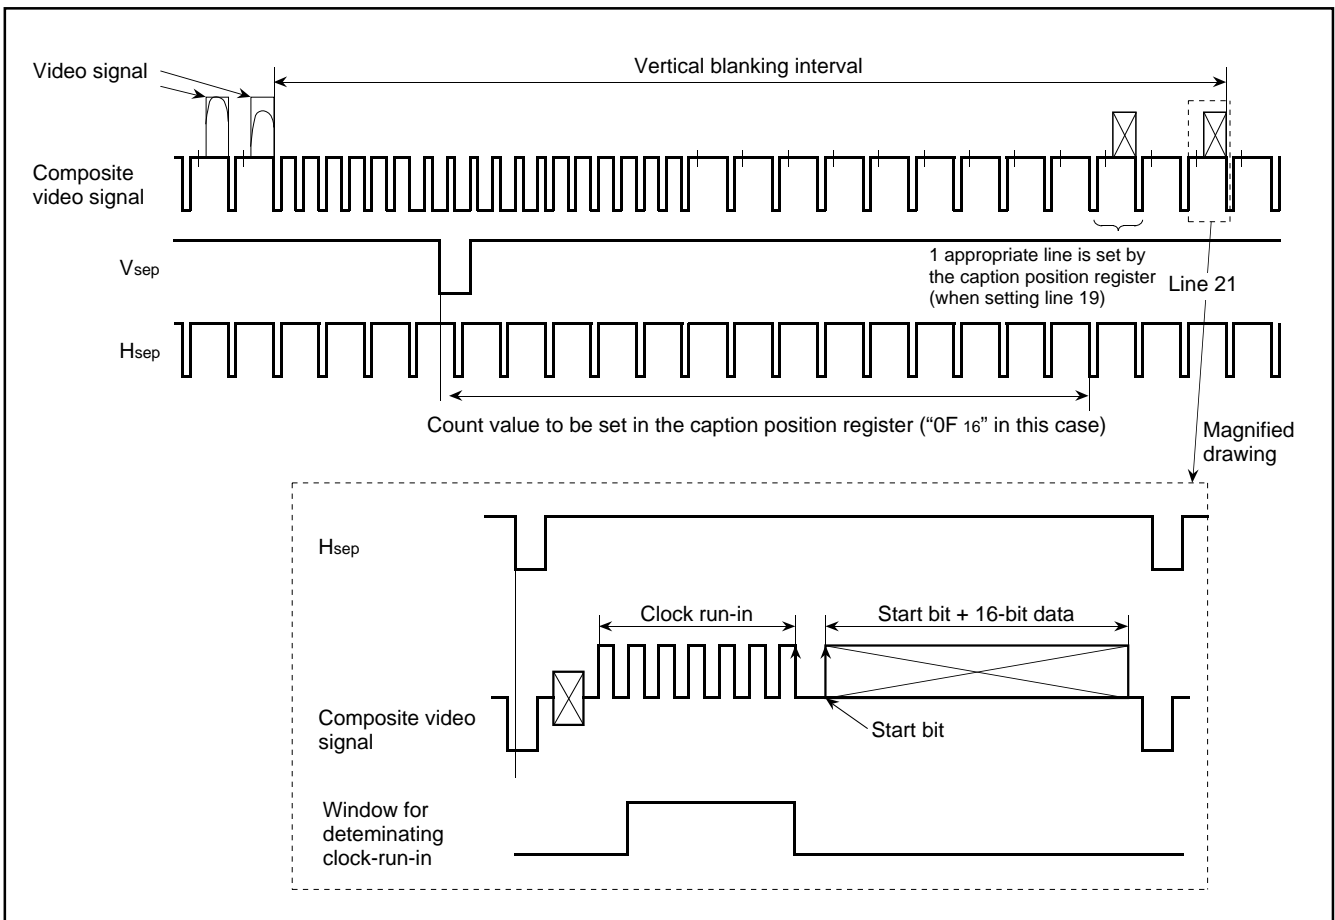 Video signal
Vertical blanking interval
Composite
video signal
Vsep
1 appropriate line is set by
the caption position register
(when setting line 19)
Line 21
Hsep
Count value to be set in the caption position register (“0F 16” in this case)
Magnified
drawing
Hsep
Clock run-in
Start bit + 16-bit data
Composite video
signal
Start bit
Window for
deteminating
clock-run-in